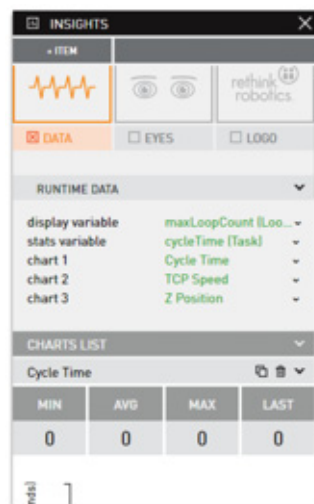 INSIGHTS
+ ITEM
rethink
robotics
DATA
EYES
LOGO
RUNTIME DATA
display variable maxLoopCount (Loo...
stats variable cycleTime (Task)
chart 1 Cycle Time
chart 2 TCP Speed
chart 3 Z Position
CHARTS LIST
Cycle Time
MIN AVG MAX LAST
0 0 0 0
nds)